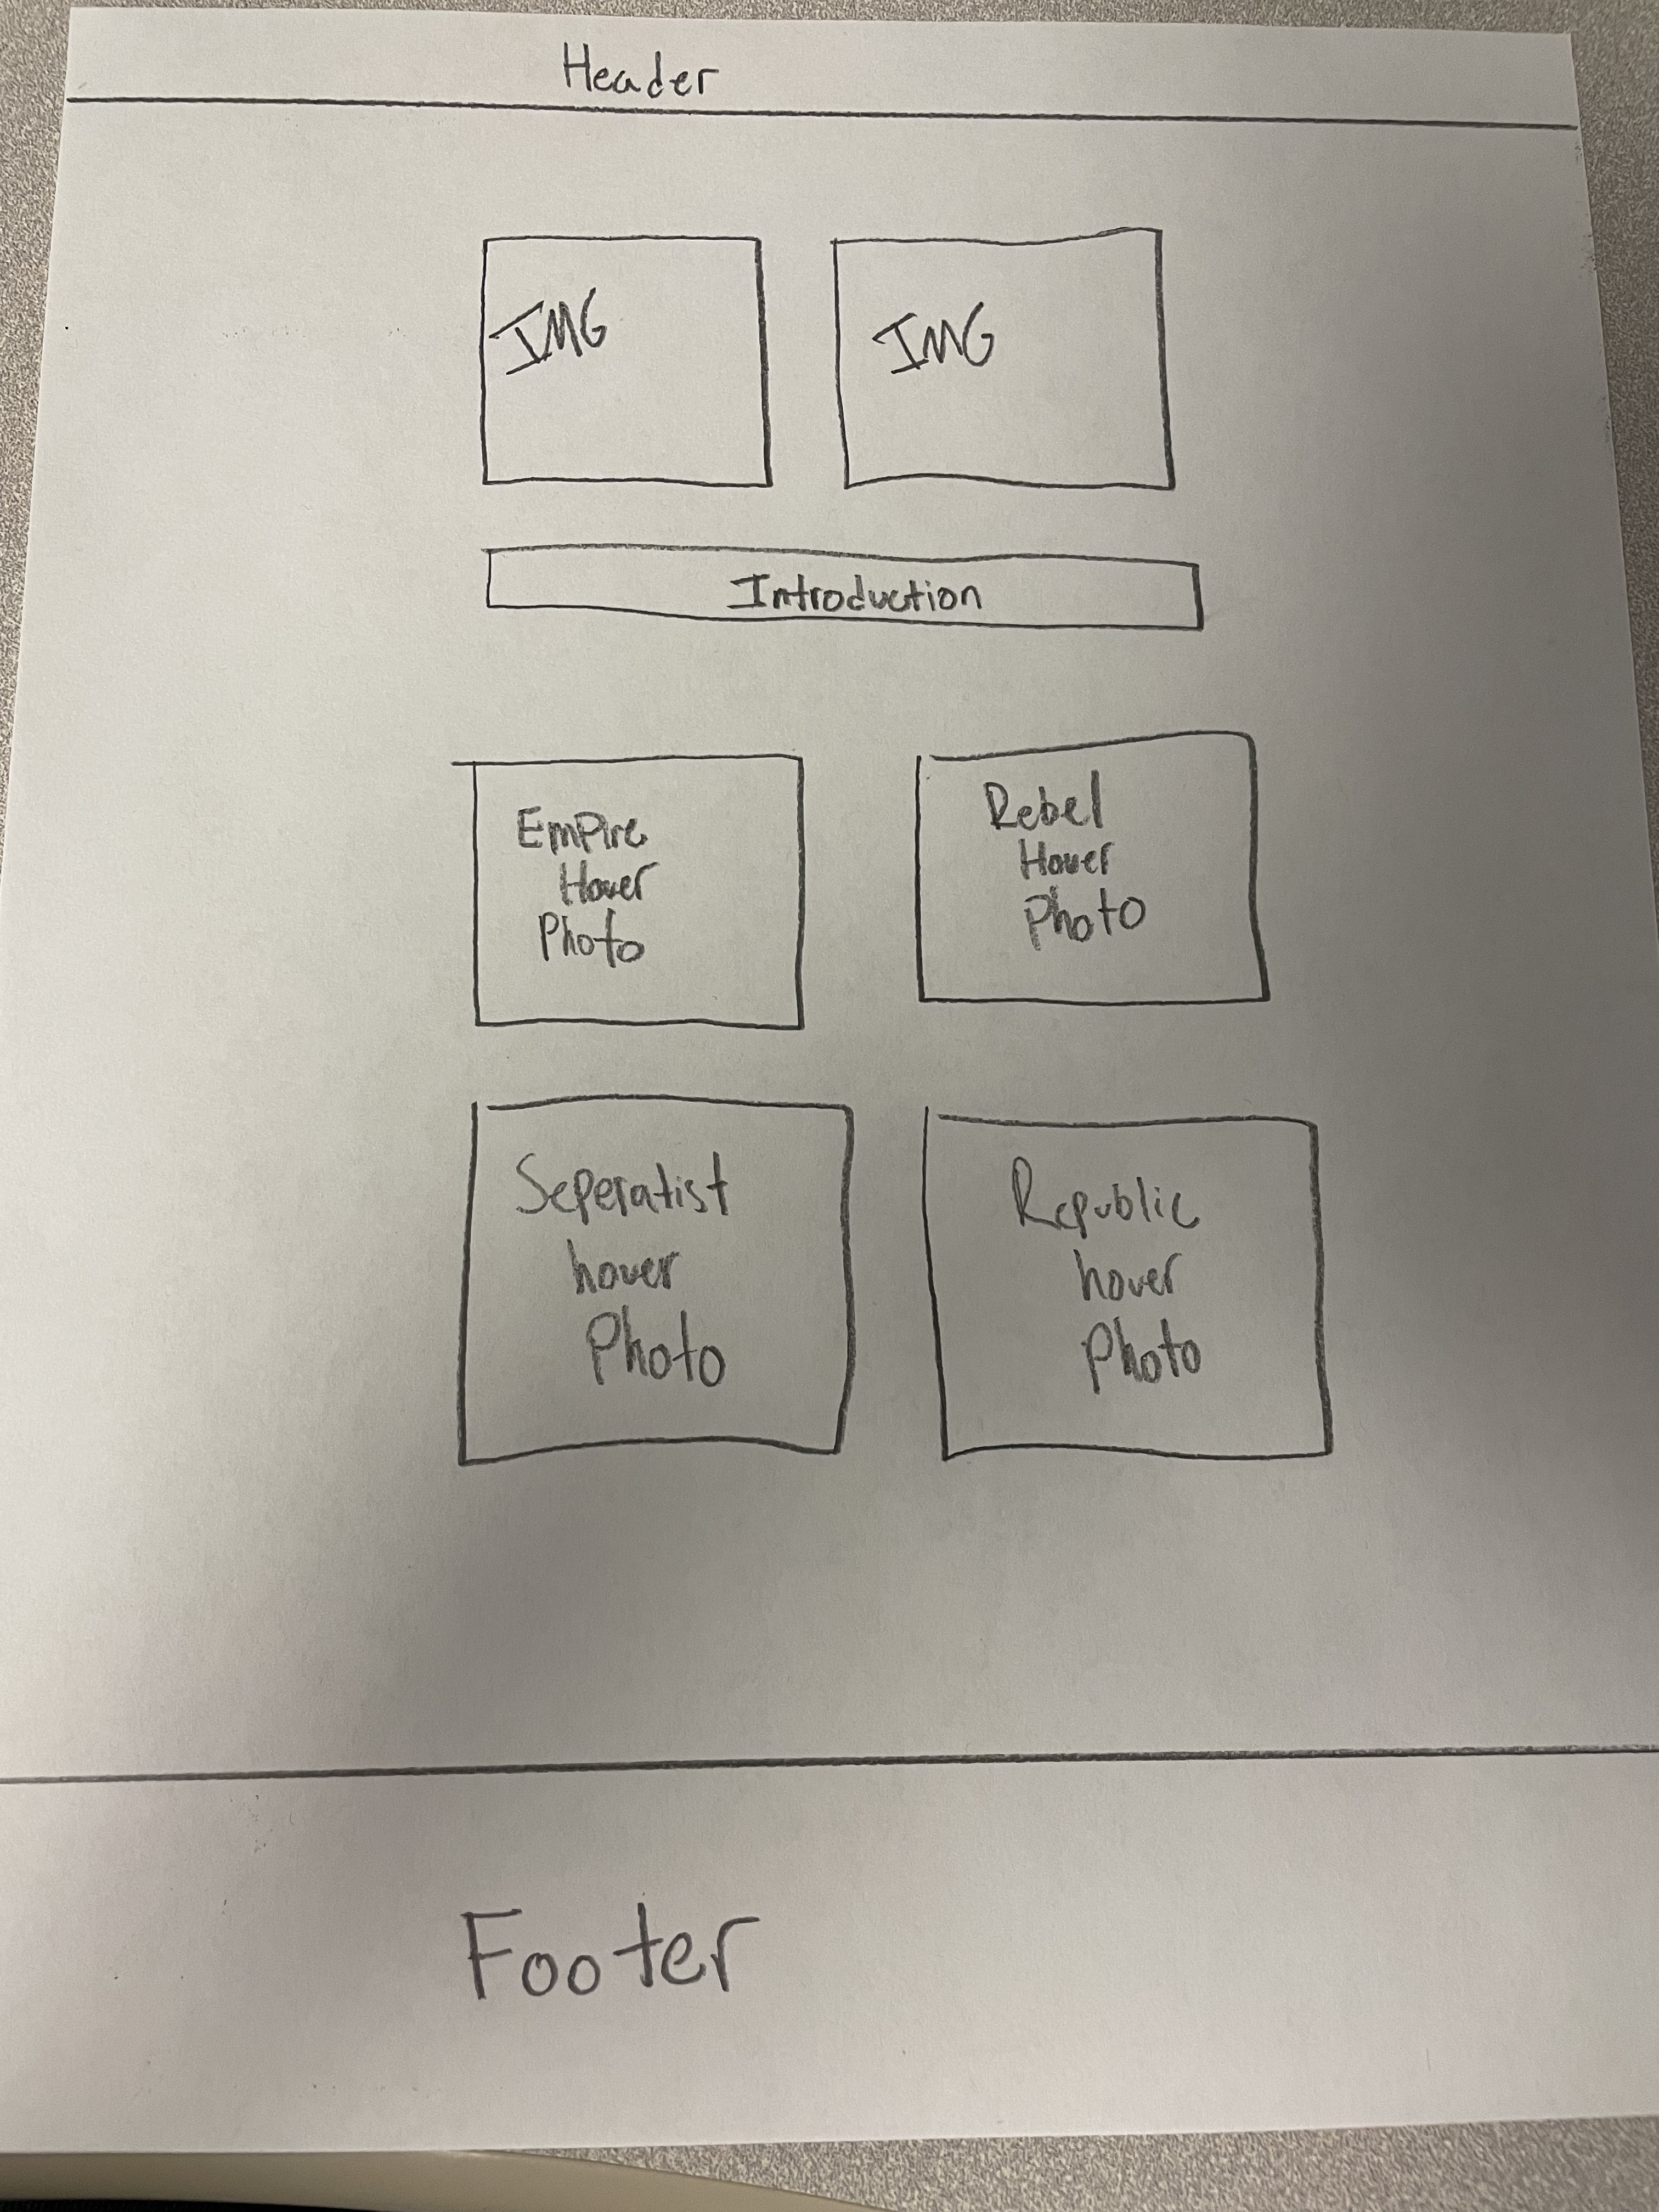 Header
IMG
IMG
Introduction
EmPire
Hover
Photo
Rebel
Hover
Photo
Seperatist
hover
Photo
Republic
hover
Photo
Footer